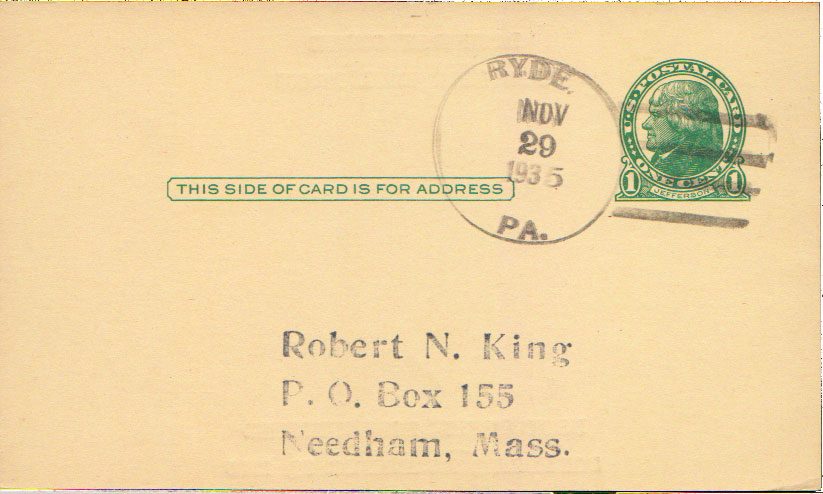 RYDE,
NOV
29
1935
PA.
U.S. POSTAL CARD
ONE CENT
1 JEFFERSON 1
THIS SIDE OF CARD IS FOR ADDRESS
Robert N. King
P. O. Box 155
Needham, Mass.